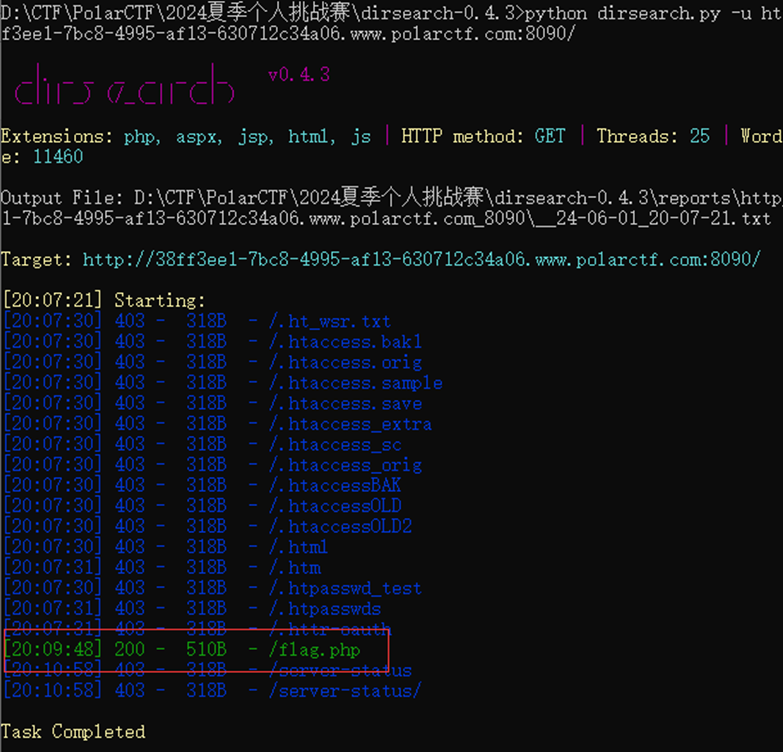 D:\CTF\PolarCTF\2024夏季个人挑战赛\dirsearch-0.4.3>python dirsearch.py -u ht
f3ee1-7bc8-4995-af13-630712c34a06.www.polarctf.com:8090/
dirsearch v0.4.3
Extensions: php, aspx, jsp, html, js | HTTP method: GET | Threads: 25 | Word
e: 11460
Output File: D:\CTF\PolarCTF\2024夏季个人挑战赛\dirsearch-0.4.3\reports\http_
1-7bc8-4995-af13-630712c34a06.www.polarctf.com_8090\__24-06-01_20-07-21.txt
Target: http://38ff3ee1-7bc8-4995-af13-630712c34a06.www.polarctf.com:8090/
[20:07:21] Starting:
[20:07:30] 403 - 318B - /.ht_wsr.txt
[20:07:30] 403 - 318B - /.htaccess.bak1
[20:07:30] 403 - 318B - /.htaccess.orig
[20:07:30] 403 - 318B - /.htaccess.sample
[20:07:30] 403 - 318B - /.htaccess.save
[20:07:30] 403 - 318B - /.htaccess_extra
[20:07:30] 403 - 318B - /.htaccess_sc
[20:07:30] 403 - 318B - /.htaccess_orig
[20:07:30] 403 - 318B - /.htaccessBAK
[20:07:30] 403 - 318B - /.htaccessOLD
[20:07:30] 403 - 318B - /.htaccessOLD2
[20:07:30] 403 - 318B - /.html
[20:07:31] 403 - 318B - /.htm
[20:07:30] 403 - 318B - /.htpasswd_test
[20:07:31] 403 - 318B - /.htpasswds
[20:07:31] 403 - 318B - /.httr-oauth
[20:09:48] 200 - 510B - /flag.php
[20:10:58] 403 - 318B - /server-status
[20:10:58] 403 - 318B - /server-status/
Task Completed